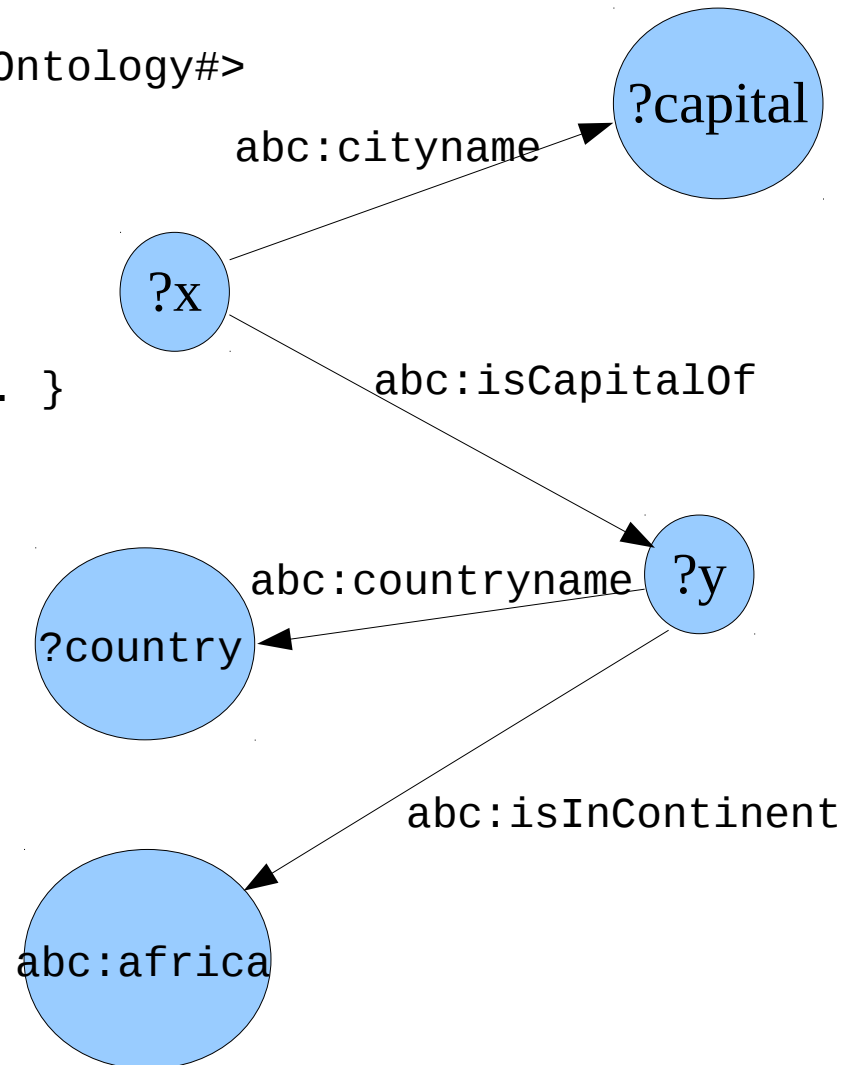 Ontology#>
?capital
abc:cityname
?x
abc:isCapitalOf
. }
abc:countryname
?y
?country
abc:isInContinent
abc:africa